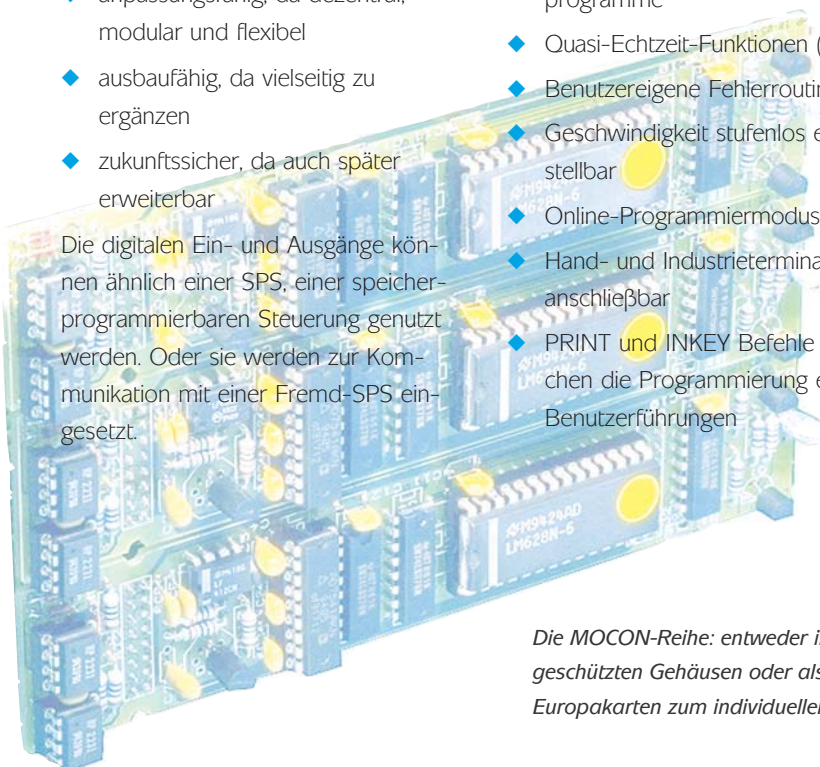 anpassungsfähig, da dezentral,
modular und flexibel
ausbaufähig, da vielseitig zu
ergänzen
zukunftssicher, da auch später
erweiterbar
Die digitalen Ein- und Ausgänge kön-
nen ähnlich einer SPS, einer speicher-
programmierbaren Steuerung genutzt
werden. Oder sie werden zur Kom-
munikation mit einer Fremd-SPS ein-
gesetzt.
programme
Quasi-Echtzeit-Funktionen (
Benutzereigene Fehlerroutin
Geschwindigkeit stufenlos e
stellbar
Online-Programmiermodus
Hand- und Industrietermina
anschließbar
PRINT und INKEY Befehle
chen die Programmierung e
Benutzerführungen
M9424AD
LM628N-6
Die MOCON-Reihe: entweder i
geschützten Gehäusen oder als
Europakarten zum individuelle